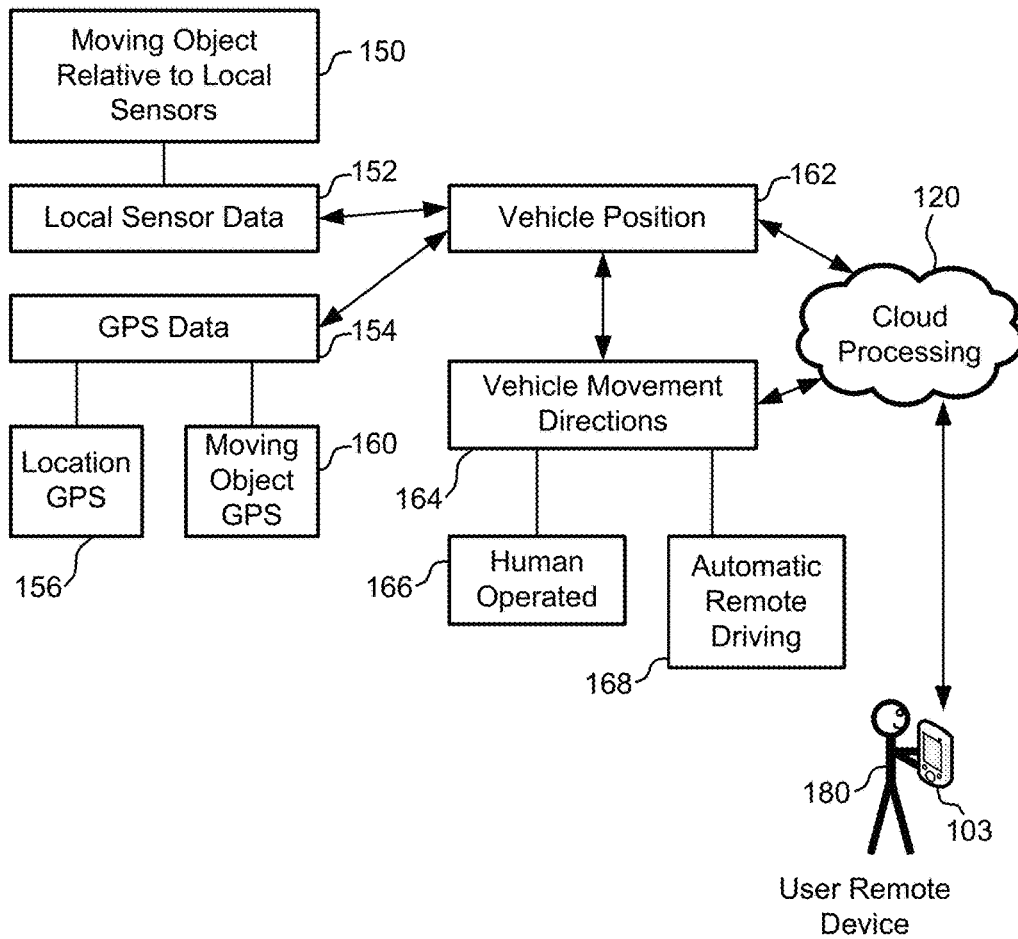 Moving Object
Relative to Local
Sensors
150
152
Local Sensor Data
Vehicle Position
162
120
GPS Data
154
Cloud
Processing
Vehicle Movement
Directions
164
Location
GPS
156
Moving
Object
GPS
160
166
Human
Operated
Automatic
Remote
Driving
168
180
103
User Remote
Device